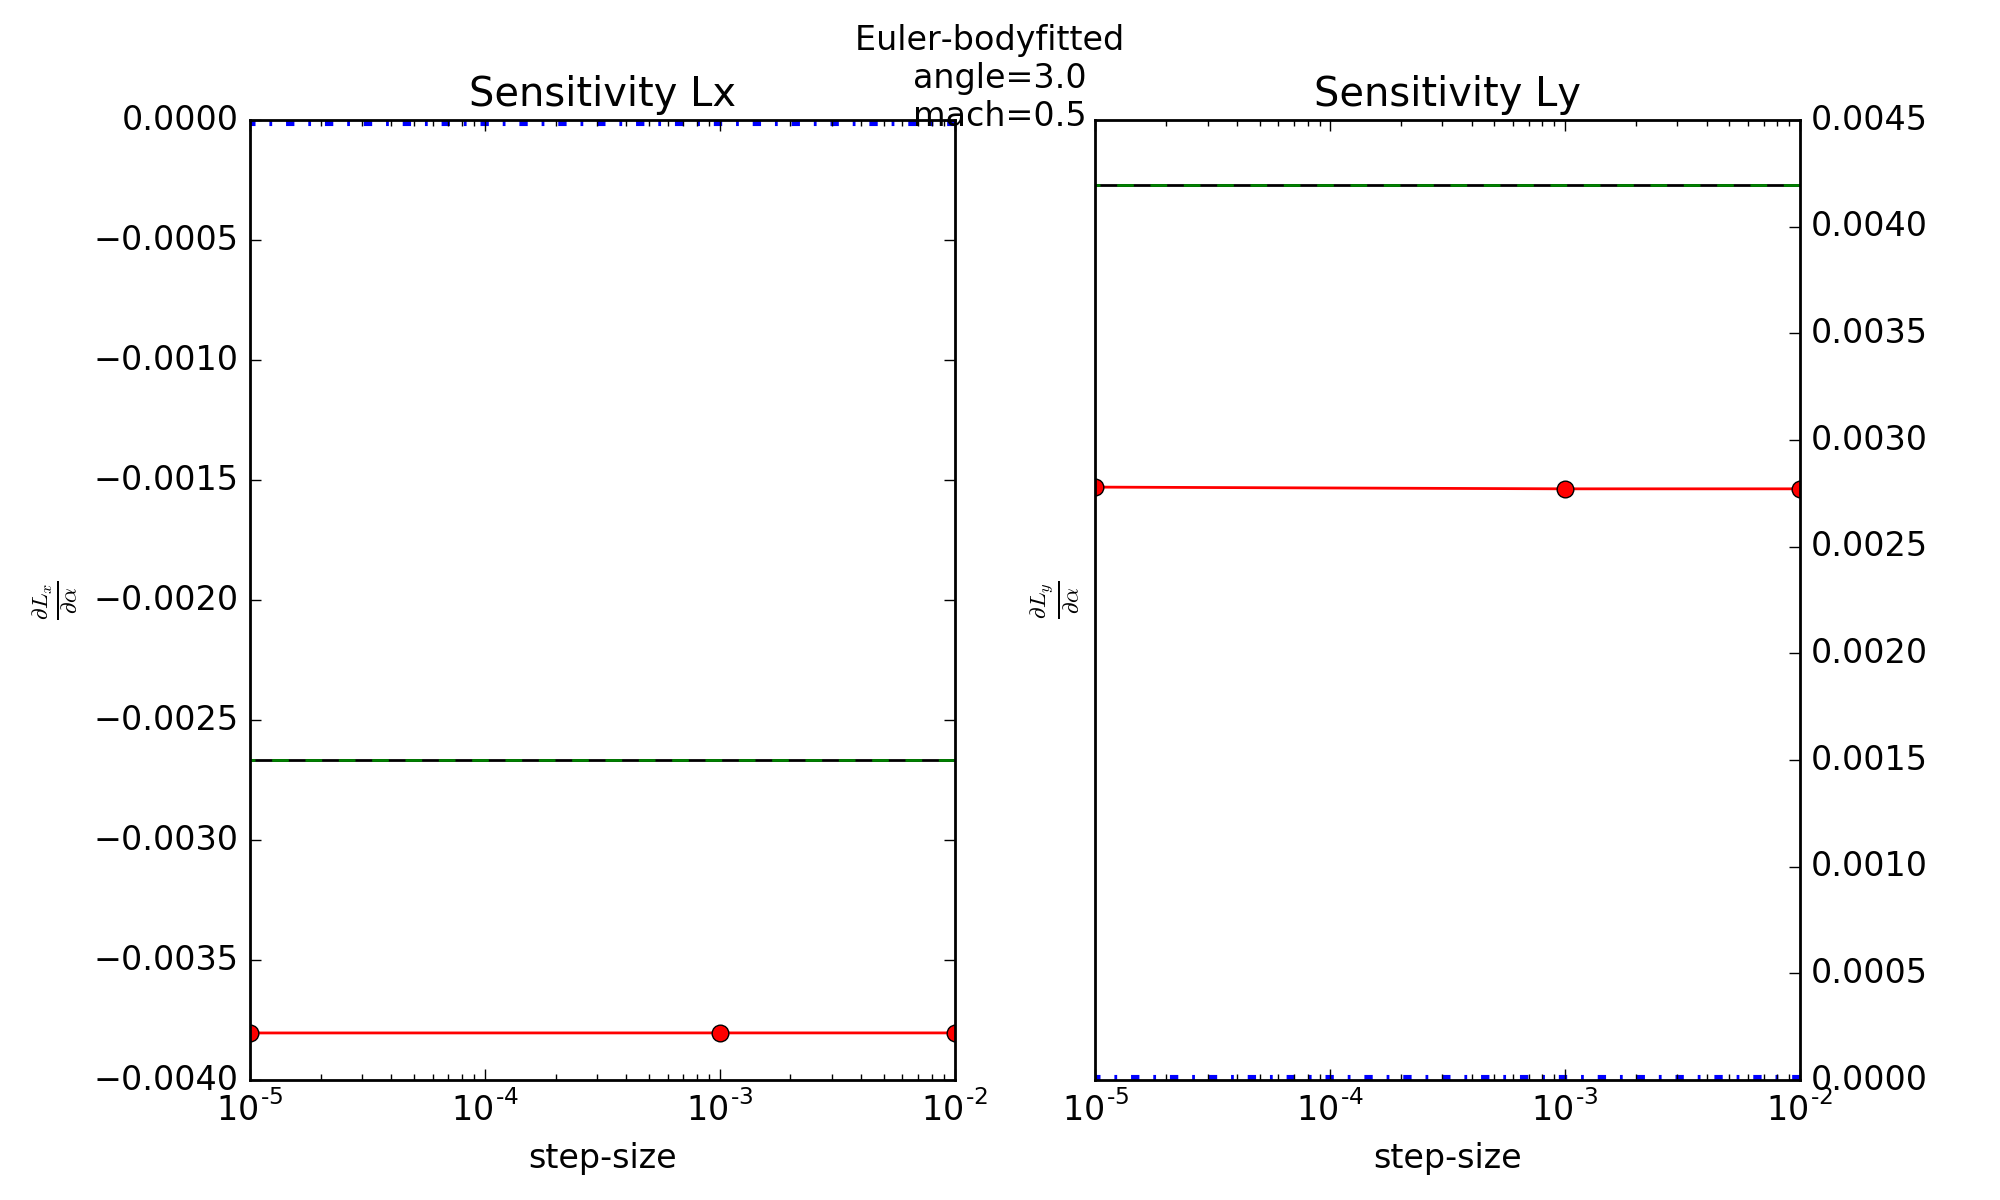 Euler-bodyfitted
angle=3.0
mach=0.5
Sensitivity Lx
0.0000
−0.0005
−0.0010
−0.0015
−0.0020
−0.0025
−0.0030
−0.0035
−0.0040
∂Lₓ/∂α
10⁻⁵ 10⁻⁴ 10⁻³ 10⁻²
step-size
Sensitivity Ly
0.0045
0.0040
0.0035
0.0030
0.0025
0.0020
0.0015
0.0010
0.0005
0.0000
∂L_y/∂α
10⁻⁵ 10⁻⁴ 10⁻³ 10⁻²
step-size